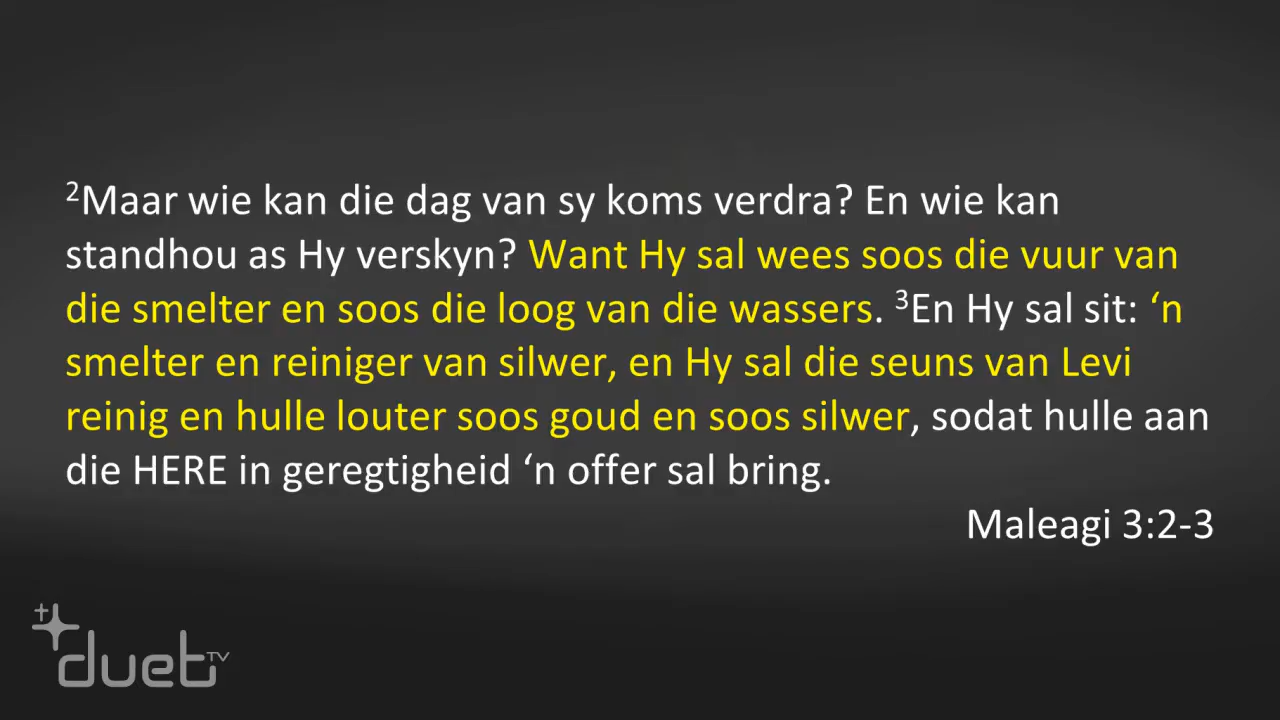 ²Maar wie kan die dag van sy koms verdra? En wie kan
standhou as Hy verskyn? Want Hy sal wees soos die vuur van
die smelter en soos die loog van die wassers. ³En Hy sal sit: ‘n
smelter en reiniger van silwer, en Hy sal die seuns van Levi
reinig en hulle louter soos goud en soos silwer, sodat hulle aan
die HERE in geregtigheid ‘n offer sal bring.
Maleagi 3:2-3
duet TV